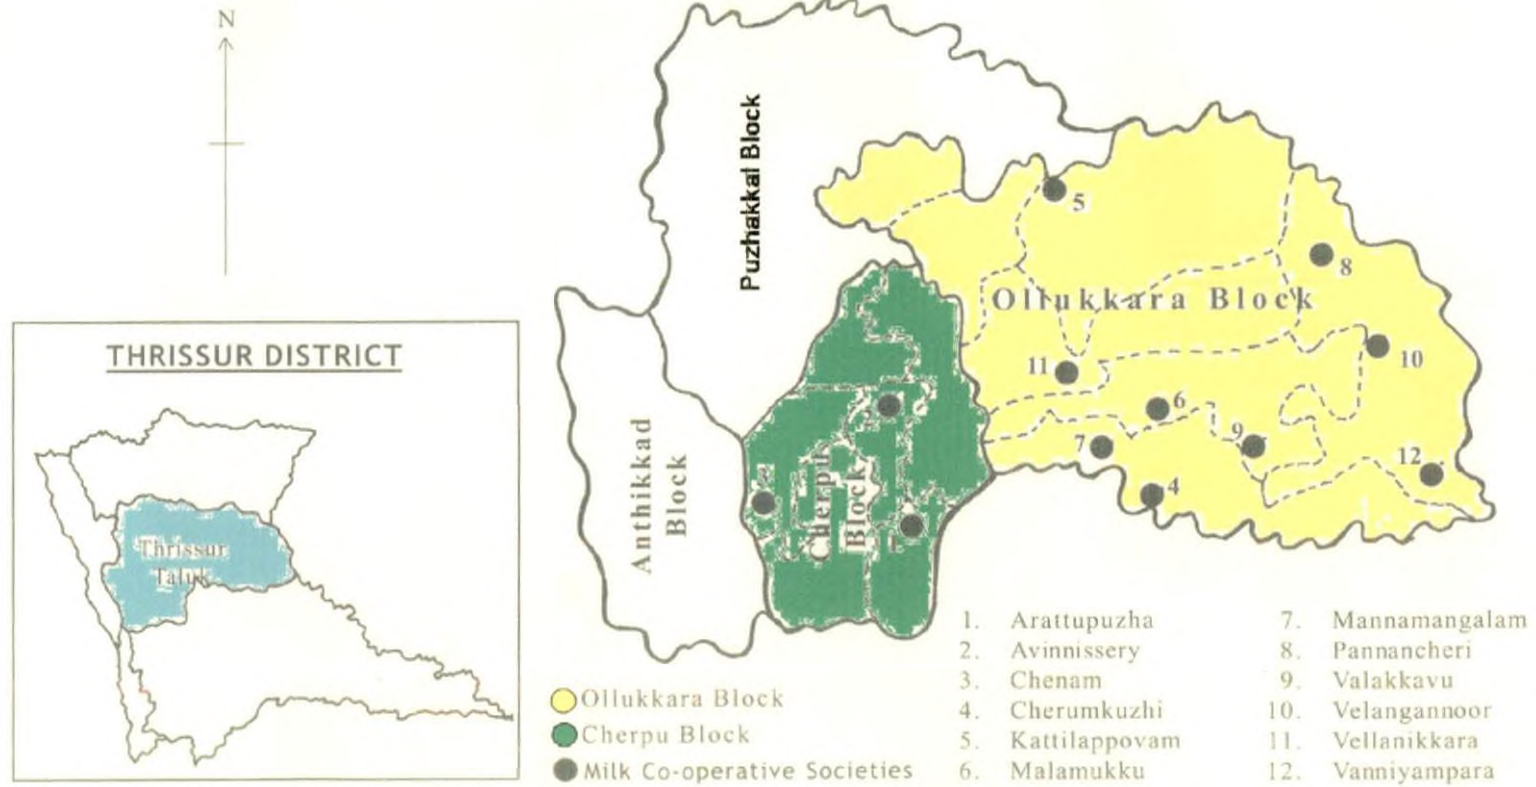 N
Puzhakkal Block
5
8
Ollukkara Block
THRISSUR DISTRICT
10
11
6
7
9
12
4
Anthikkad
Block
Cherpu
Block
Thrissur
Taluk
1. Arattupuzha
2. Avinnissery
3. Chenam
4. Cherumkuzhi
5. Kattilappovam
6. Malamukku
7. Mannamangalam
8. Pannancheri
9. Valakkavu
10. Velangannoor
11. Vellanikkara
12. Vanniyampara
Ollukkara Block
Cherpu Block
Milk Co-operative Societies